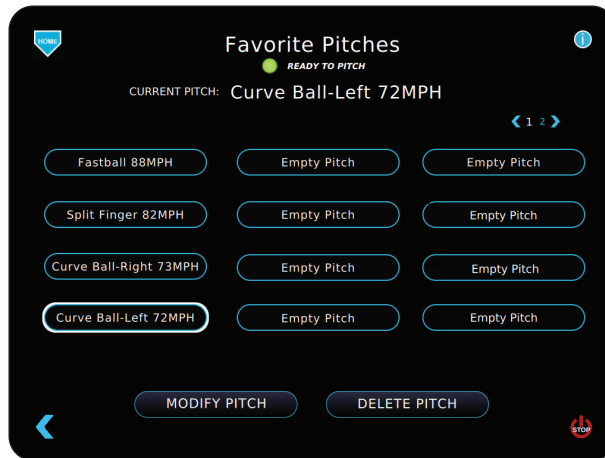 HOME
Favorite Pitches
i
READY TO PITCH
CURRENT PITCH: Curve Ball-Left 72MPH
1 2
Fastball 88MPH Empty Pitch Empty Pitch
Split Finger 82MPH Empty Pitch Empty Pitch
Curve Ball-Right 73MPH Empty Pitch Empty Pitch
Curve Ball-Left 72MPH Empty Pitch Empty Pitch
MODIFY PITCH DELETE PITCH
STOP